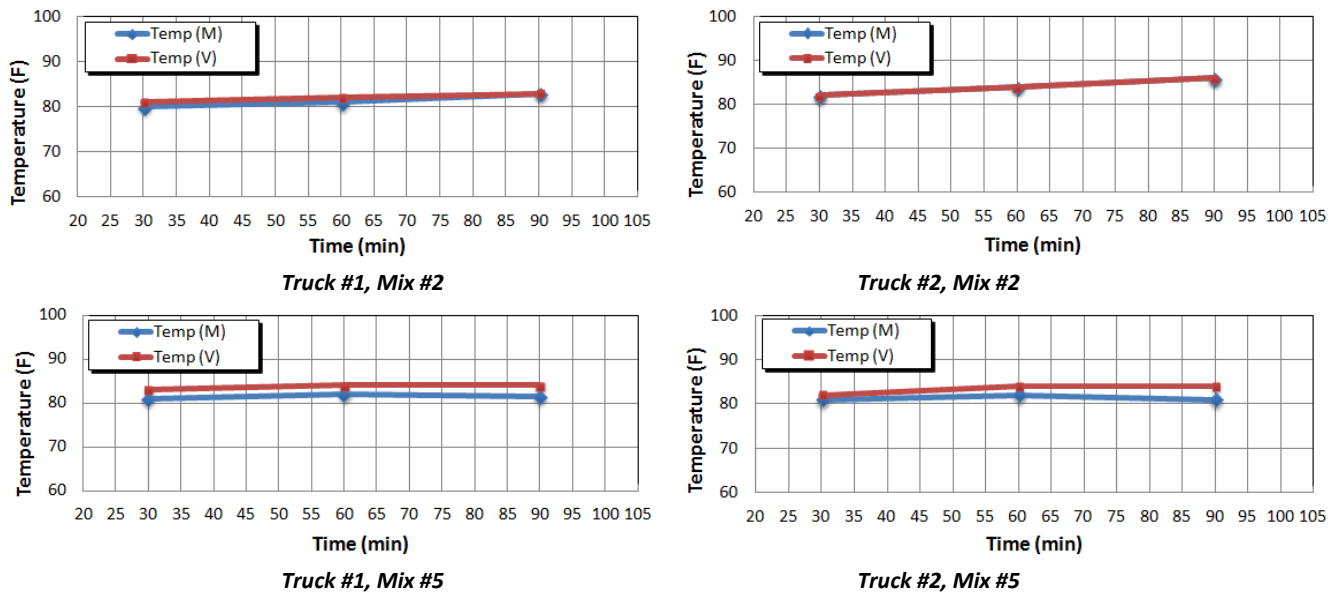 100
90
80
70
60
Temperature (F)
Temp (M)
Temp (V)
20 25 30 35 40 45 50 55 60 65 70 75 80 85 90 95 100 105
Time (min)
Truck #1, Mix #2
100
90
80
70
60
Temperature (F)
Temp (M)
Temp (V)
20 25 30 35 40 45 50 55 60 65 70 75 80 85 90 95 100 105
Time (min)
Truck #2, Mix #2
100
90
80
70
60
Temperature (F)
Temp (M)
Temp (V)
20 25 30 35 40 45 50 55 60 65 70 75 80 85 90 95 100 105
Time (min)
Truck #1, Mix #5
100
90
80
70
60
Temperature (F)
Temp (M)
Temp (V)
20 25 30 35 40 45 50 55 60 65 70 75 80 85 90 95 100 105
Time (min)
Truck #2, Mix #5